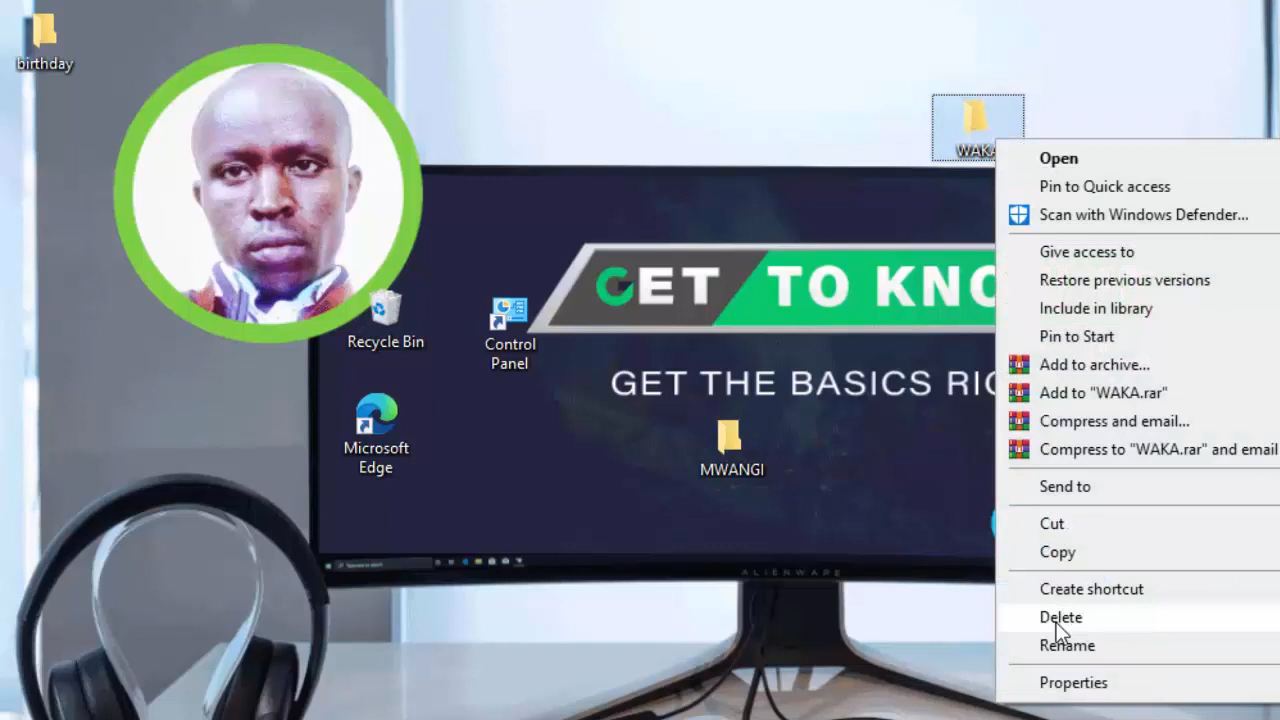 birthday
WAKA
Open
Pin to Quick access
Scan with Windows Defender...
Give access to
Restore previous versions
Include in library
Pin to Start
Add to archive...
Add to "WAKA.rar"
Compress and email...
Compress to "WAKA.rar" and email
Send to
Cut
Copy
Create shortcut
Delete
Rename
Properties
GET TO KNO
GET THE BASICS RIG
Recycle Bin
Control
Panel
Microsoft
Edge
MWANGI
ALIENWARE